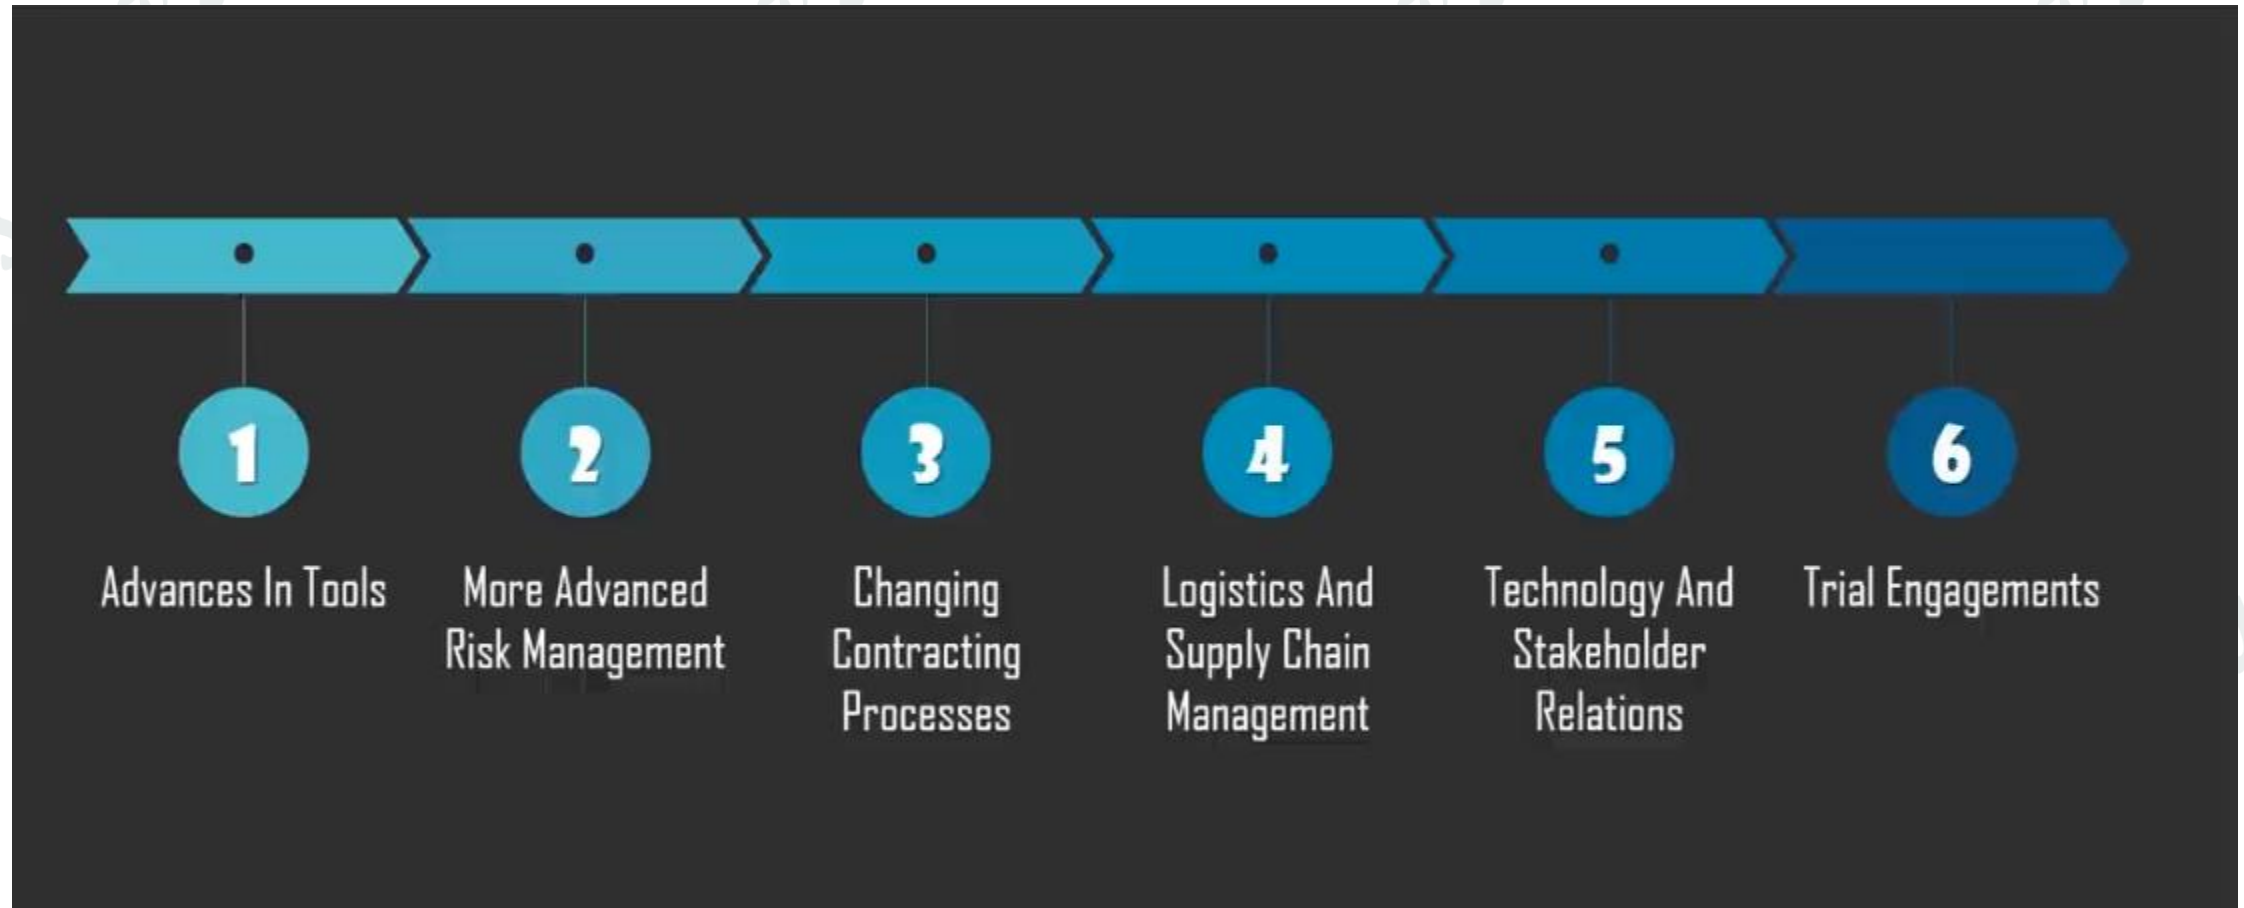 1
Advances In Tools
2
More Advanced
Risk Management
3
Changing
Contracting
Processes
4
Logistics And
Supply Chain
Management
5
Technology And
Stakeholder
Relations
6
Trial Engagements